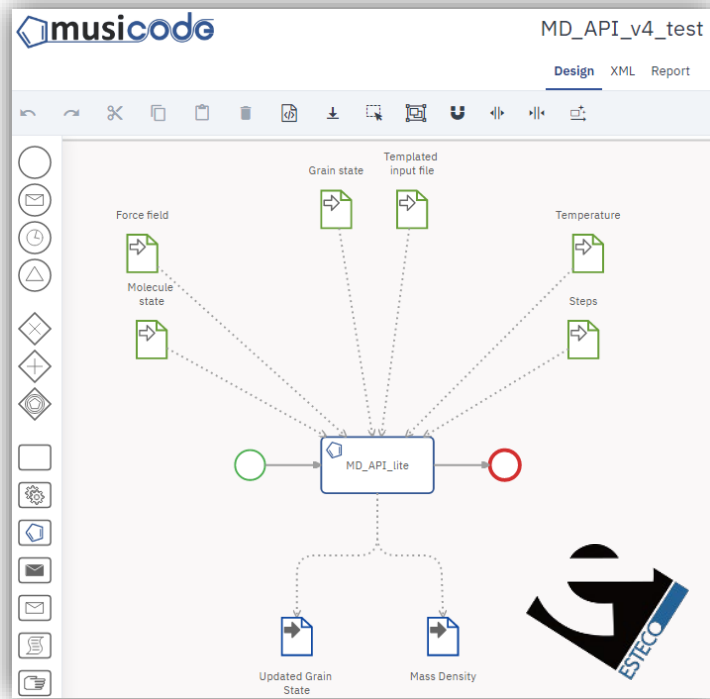 musicode
MD_API_v4_test
Design XML Report
Grain state
Templated
input file
Force field
Temperature
Molecule
state
Steps
MD_API_lite
Updated Grain
State
Mass Density
ESTECO